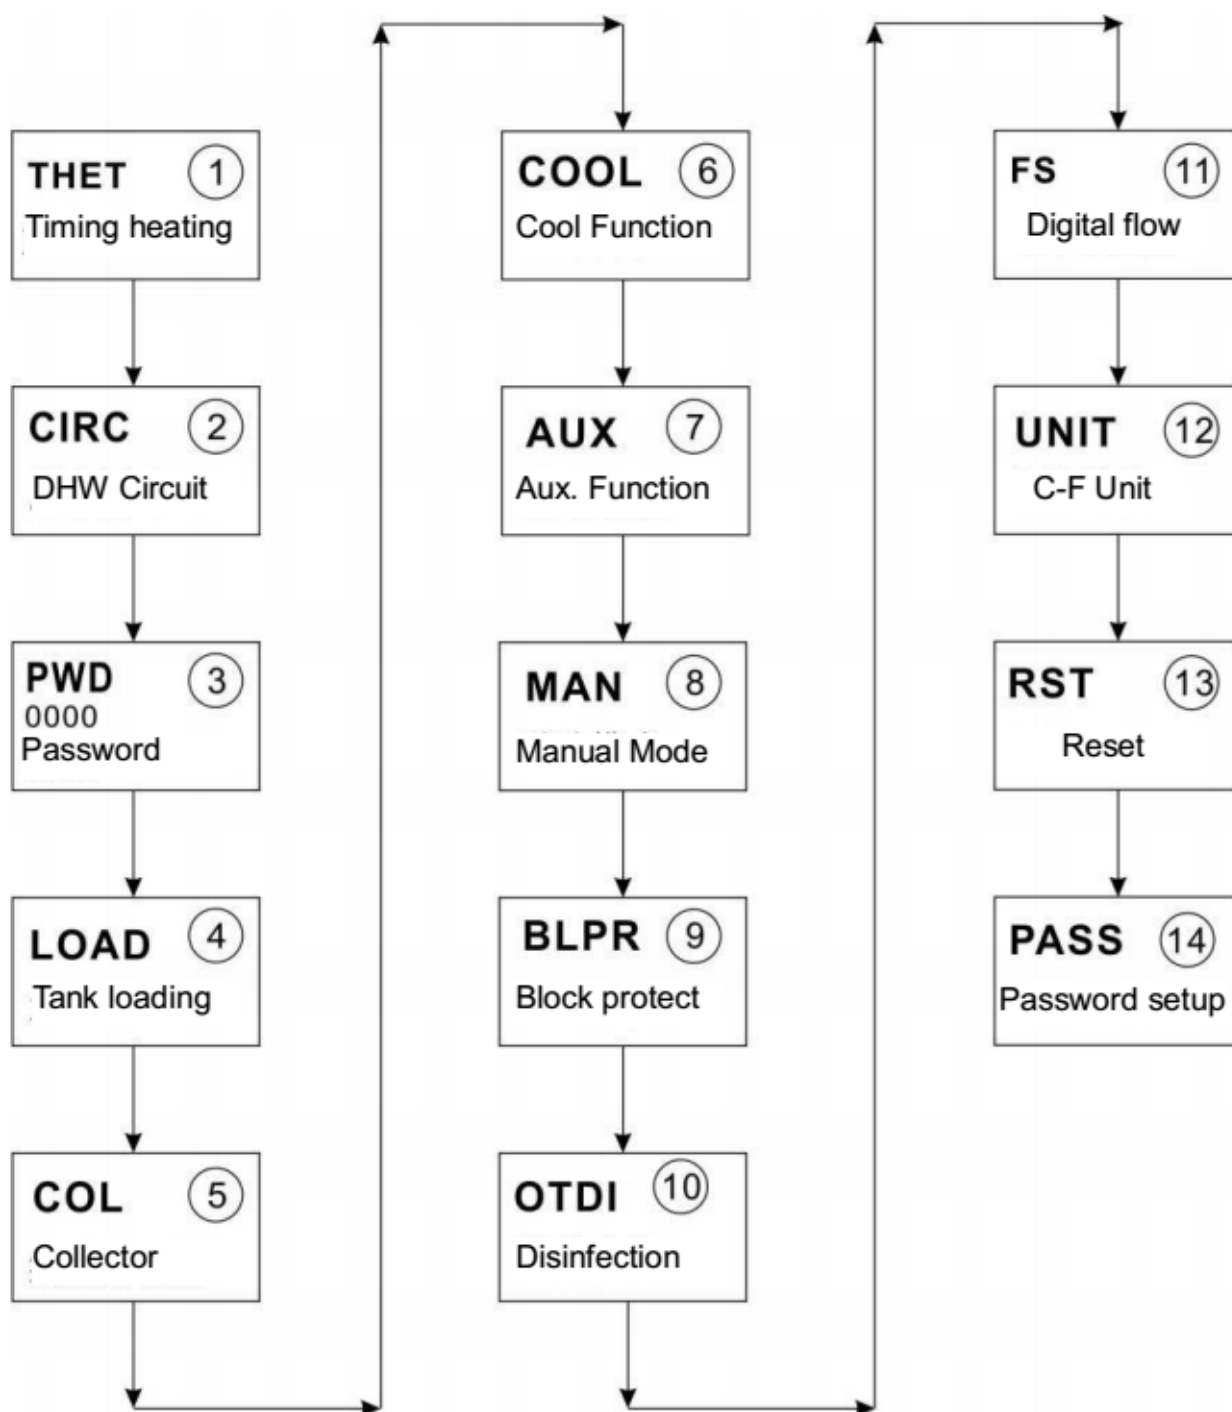 THET 1
Timing heating
CIRC 2
DHW Circuit
PWD 3
0000
Password
LOAD 4
Tank loading
COL 5
Collector
COOL 6
Cool Function
AUX 7
Aux. Function
MAN 8
Manual Mode
BLPR 9
Block protect
OTDI 10
Disinfection
FS 11
Digital flow
UNIT 12
C-F Unit
RST 13
Reset
PASS 14
Password setup